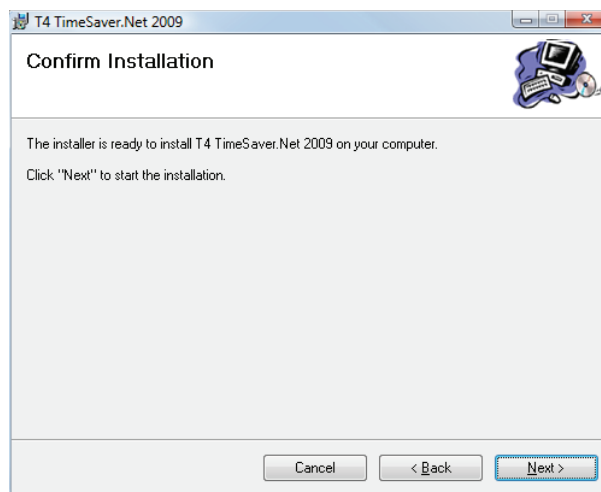 T4 TimeSaver.Net 2009
Confirm Installation
The installer is ready to install T4 TimeSaver.Net 2009 on your computer.
Click "Next" to start the installation.
Cancel
< Back
Next >